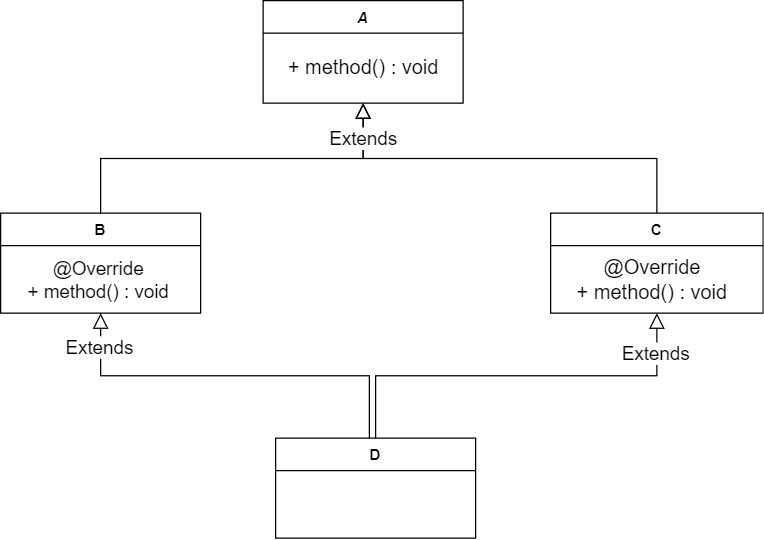 A
+ method() : void
Extends
B
C
@Override
+ method() : void
@Override
+ method() : void
Extends
Extends
D